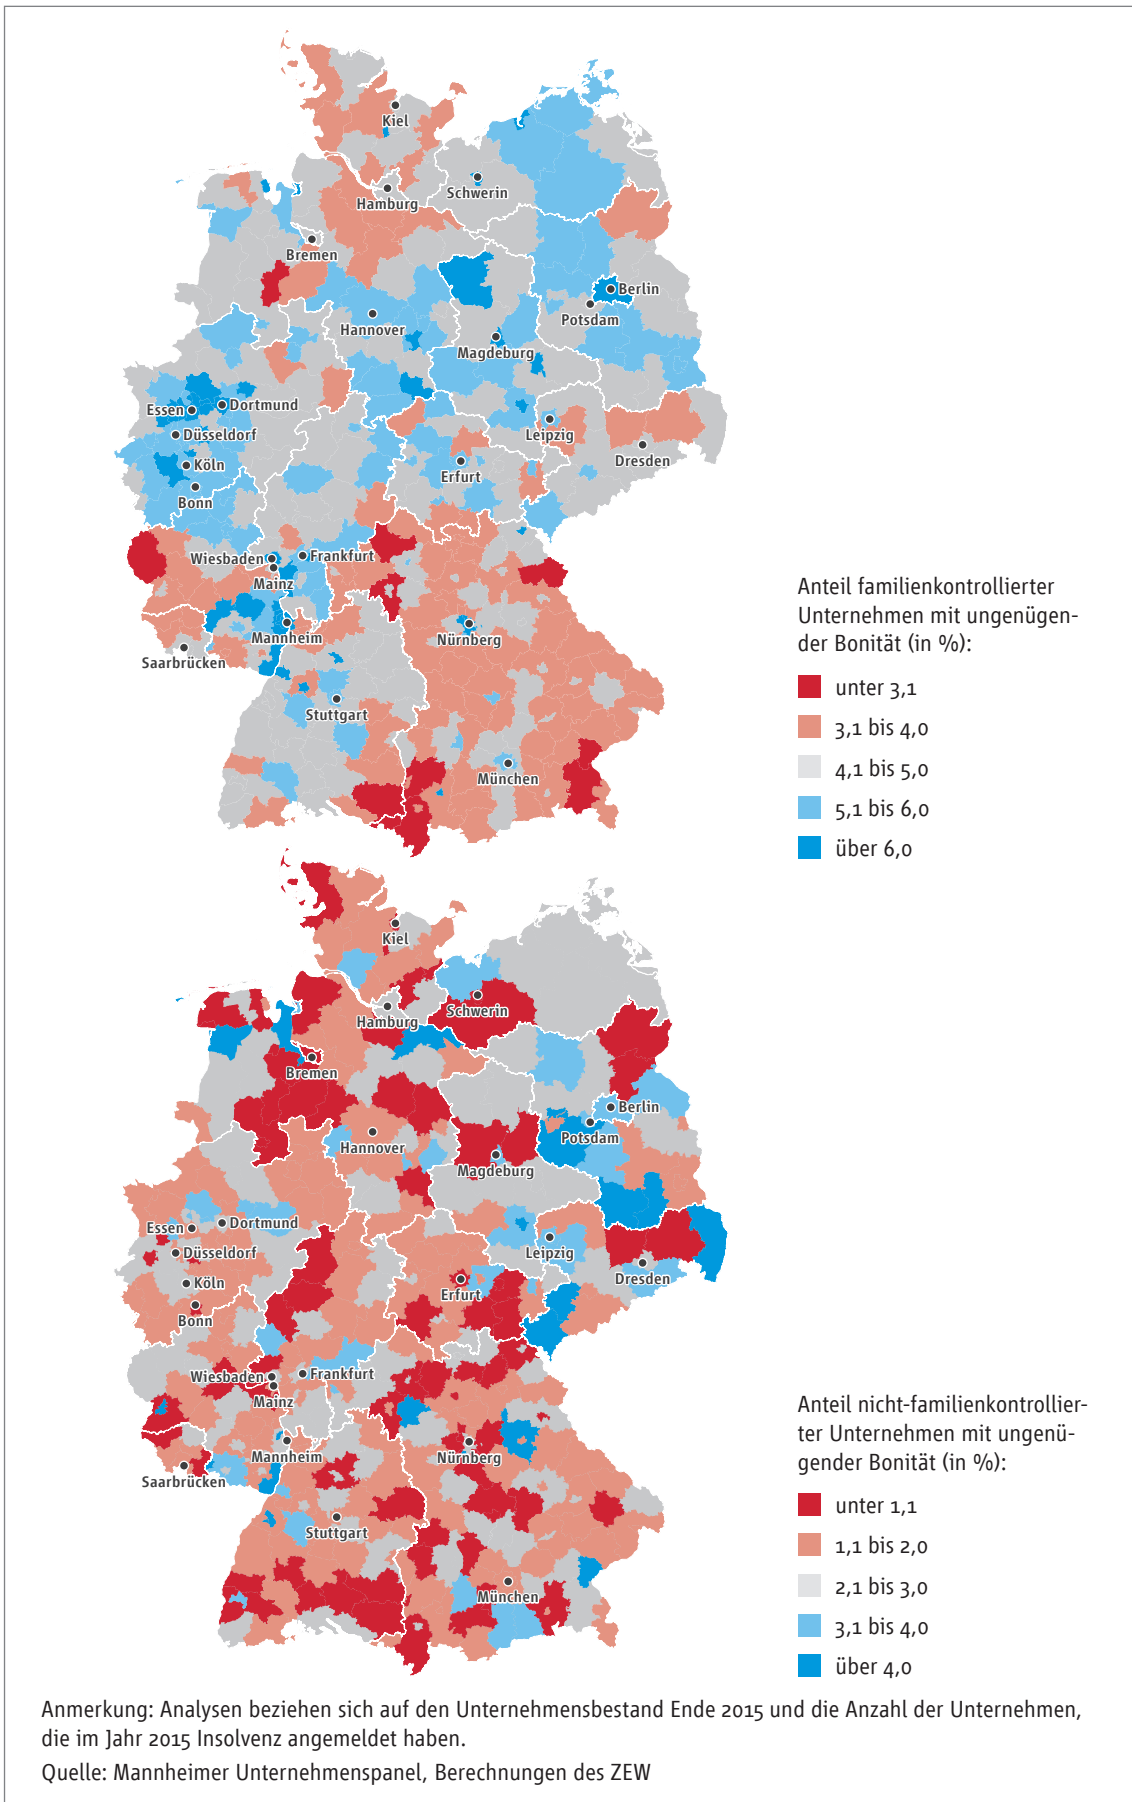 Kiel
Schwerin
Hamburg
Bremen
Berlin
Potsdam
Hannover
Magdeburg
Essen
Dortmund
Düsseldorf
Leipzig
Köln
Dresden
Erfurt
Bonn
Wiesbaden
Frankfurt
Mainz
Mannheim
Nürnberg
Saarbrücken
Stuttgart
München
Anteil familienkontrollierter
Unternehmen mit ungenügen-
der Bonität (in %):
unter 3,1
3,1 bis 4,0
4,1 bis 5,0
5,1 bis 6,0
über 6,0
Kiel
Schwerin
Hamburg
Bremen
Berlin
Potsdam
Hannover
Magdeburg
Essen
Dortmund
Düsseldorf
Leipzig
Köln
Dresden
Erfurt
Bonn
Wiesbaden
Frankfurt
Mainz
Mannheim
Nürnberg
Saarbrücken
Stuttgart
München
Anteil nicht-familienkontrollier-
ter Unternehmen mit ungenü-
gender Bonität (in %):
unter 1,1
1,1 bis 2,0
2,1 bis 3,0
3,1 bis 4,0
über 4,0
Anmerkung: Analysen beziehen sich auf den Unternehmensbestand Ende 2015 und die Anzahl der Unternehmen,
die im Jahr 2015 Insolvenz angemeldet haben.
Quelle: Mannheimer Unternehmenspanel, Berechnungen des ZEW